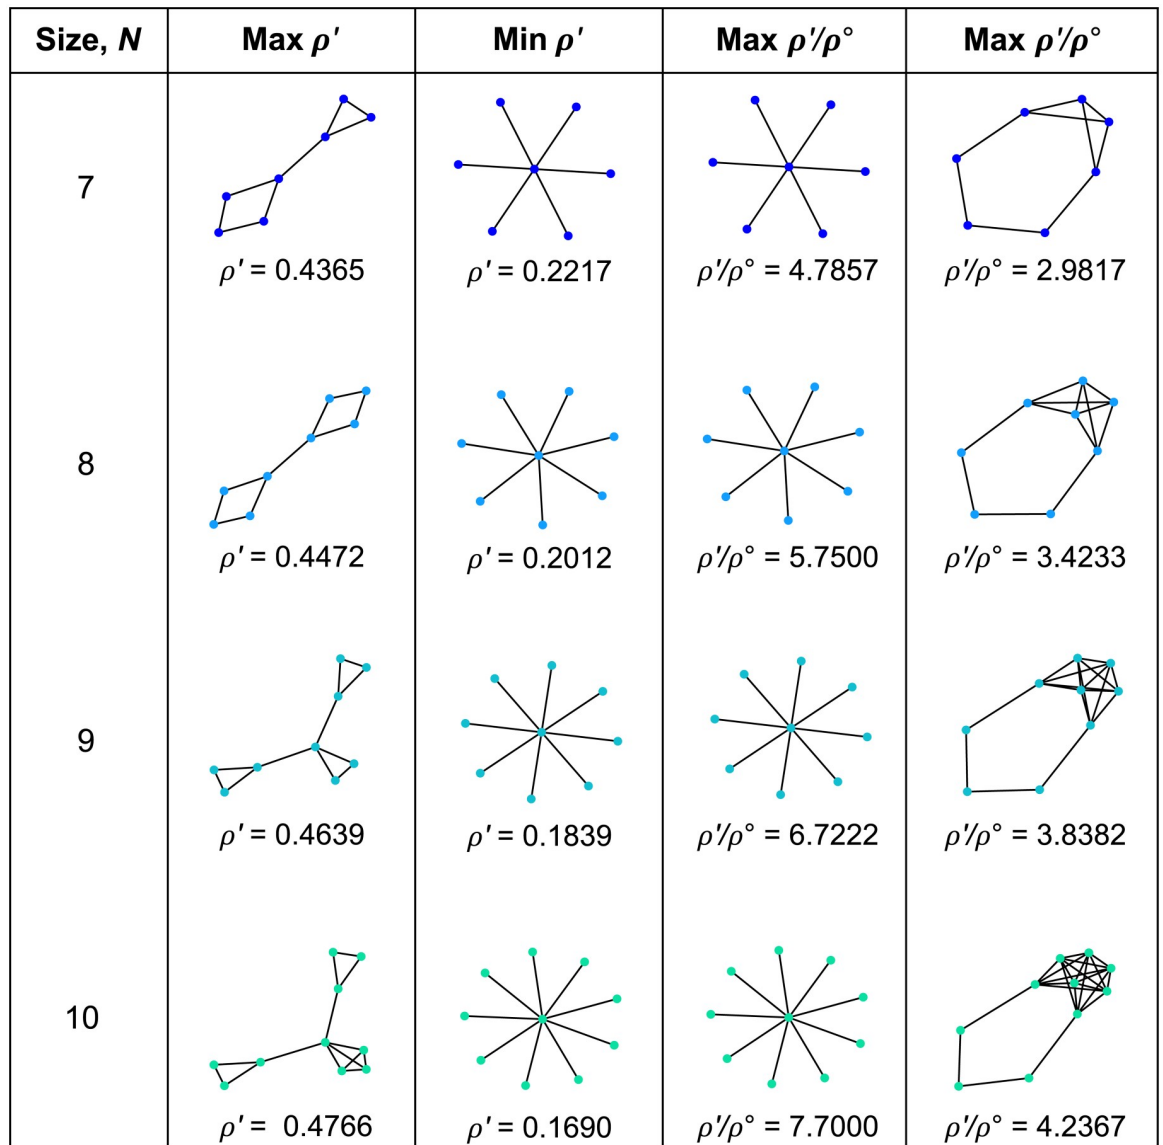 Size, N Max ρ′ Min ρ′ Max ρ′/ρ° Max ρ′/ρ°
7
ρ′ = 0.4365 ρ′ = 0.2217 ρ′/ρ° = 4.7857 ρ′/ρ° = 2.9817
8
ρ′ = 0.4472 ρ′ = 0.2012 ρ′/ρ° = 5.7500 ρ′/ρ° = 3.4233
9
ρ′ = 0.4639 ρ′ = 0.1839 ρ′/ρ° = 6.7222 ρ′/ρ° = 3.8382
10
ρ′ = 0.4766 ρ′ = 0.1690 ρ′/ρ° = 7.7000 ρ′/ρ° = 4.2367